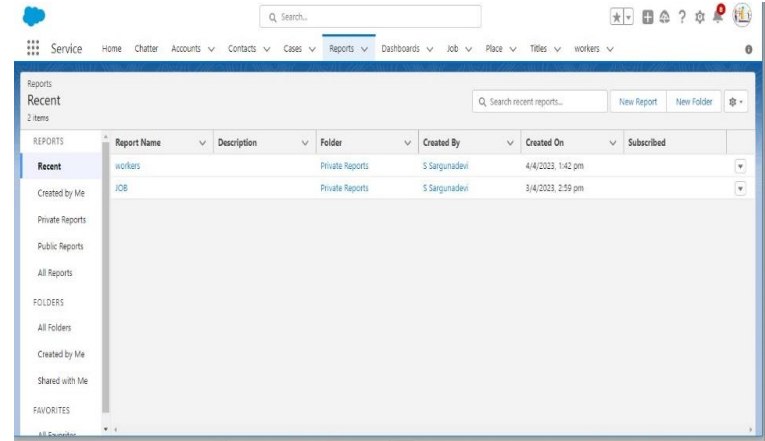 Search...
Service Home Chatter Accounts Contacts Cases Reports Dashboards Job Place Titles workers
Reports
Recent
2 items
Search recent reports...
New Report New Folder
REPORTS Report Name Description Folder Created By Created On Subscribed
Recent workers Private Reports S Sargunadevi 4/4/2023, 1:42 pm
Created by Me JOB Private Reports S Sargunadevi 3/4/2023, 2:59 pm
Private Reports
Public Reports
All Reports
FOLDERS
All Folders
Created by Me
Shared with Me
FAVORITES
All Favorites